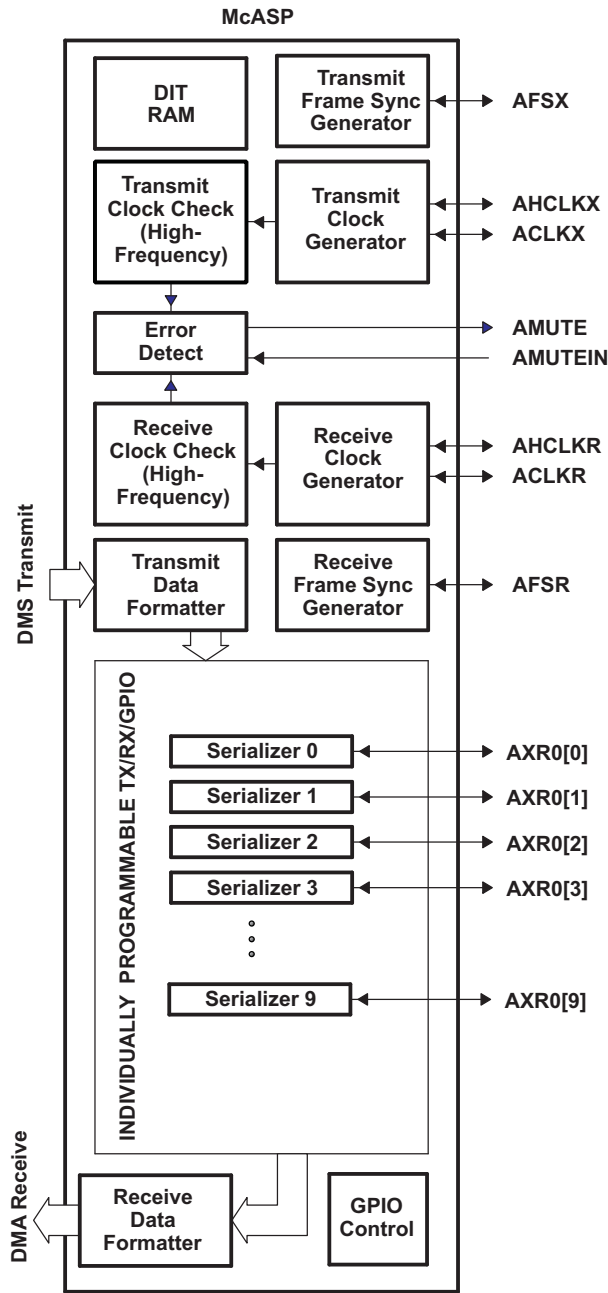 McASP
DIT
RAM
Transmit
Frame Sync
Generator
AFSX
Transmit
Clock Check
(High-
Frequency)
Transmit
Clock
Generator
AHCLKX
ACLKX
Error
Detect
AMUTE
AMUTEIN
Receive
Clock Check
(High-
Frequency)
Receive
Clock
Generator
AHCLKR
ACLKR
DMS Transmit
Transmit
Data
Formatter
Receive
Frame Sync
Generator
AFSR
INDIVIDUALLY PROGRAMMABLE TX/RX/GPIO
Serializer 0
AXR0[0]
Serializer 1
AXR0[1]
Serializer 2
AXR0[2]
Serializer 3
AXR0[3]
Serializer 9
AXR0[9]
DMA Receive
Receive
Data
Formatter
GPIO
Control